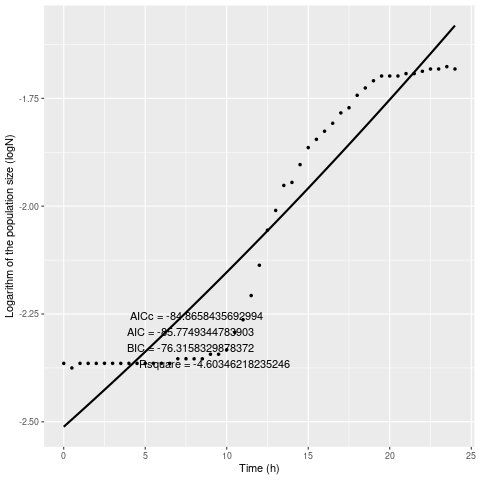 Logarithm of the population size (logN)
-1.75
-2.00
-2.25
-2.50
AICc = -84.8658435692994
AIC = -85.7749344783903
BIC = -76.3158329878372
Rsquare = -4.60346218235246
0 5 10 15 20 25
Time (h)